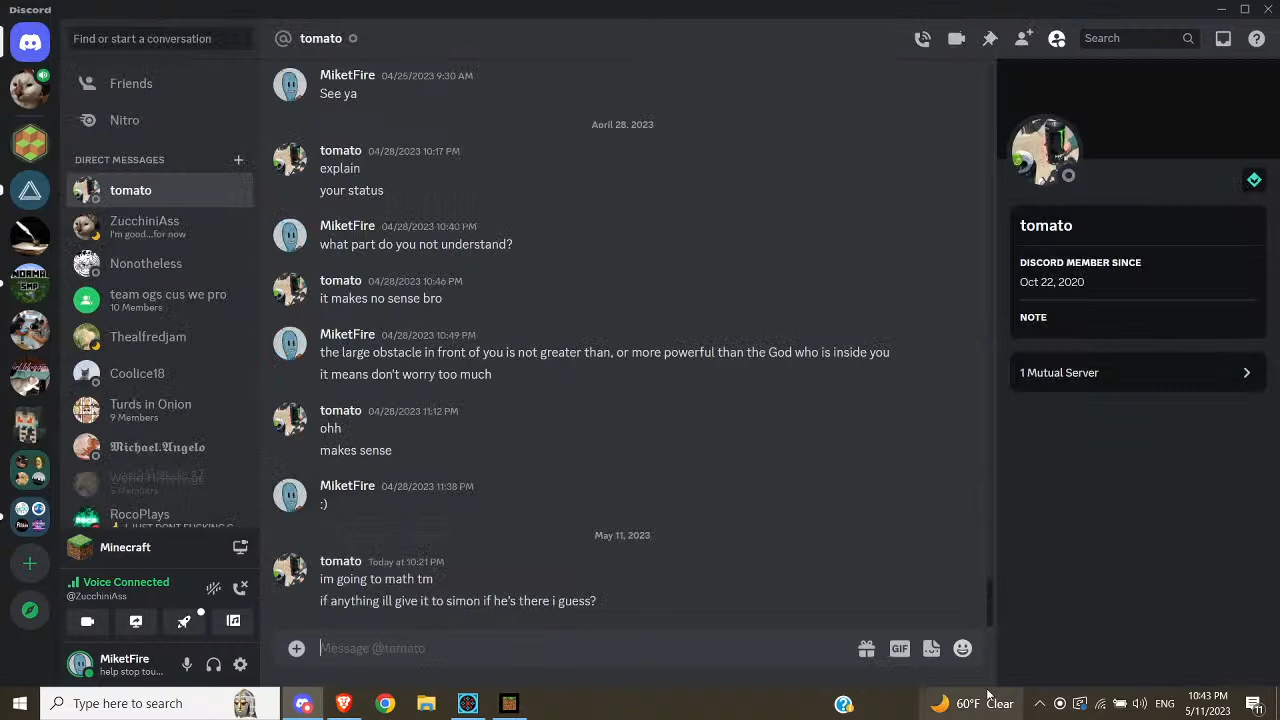 Discord
Find or start a conversation
Friends
Nitro
DIRECT MESSAGES
tomato
ZucchiniAss
I'm good...for now
Nonotheless
team ogs cus we pro
10 Members
Thealfredjam
Coolice18
Turds in Onion
9 Members
𝕸𝖎𝖈𝖍𝖆𝖊𝖑.𝕬𝖓𝖌𝖊𝖑𝖔
5 Members
RocoPlays
I JUST DONT FUCKING C
Minecraft
Voice Connected
@ZucchiniAss
MiketFire
help stop tou...
tomato
Search
MiketFire 04/25/2023 9:30 AM
See ya
April 28, 2023
tomato 04/28/2023 10:17 PM
explain
your status
MiketFire 04/28/2023 10:40 PM
what part do you not understand?
tomato 04/28/2023 10:46 PM
it makes no sense bro
MiketFire 04/28/2023 10:49 PM
the large obstacle in front of you is not greater than, or more powerful than the God who is inside you
it means don't worry too much
tomato 04/28/2023 11:12 PM
ohh
makes sense
MiketFire 04/28/2023 11:38 PM
:)
May 11, 2023
tomato Today at 10:21 PM
im going to math tm
if anything ill give it to simon if he's there i guess?
Message @tomato
GIF
tomato
DISCORD MEMBER SINCE
Oct 22, 2020
NOTE
1 Mutual Server
NORMAL
SMP
Type here to search
60°F Clear
10:43 PM
5/11/2023